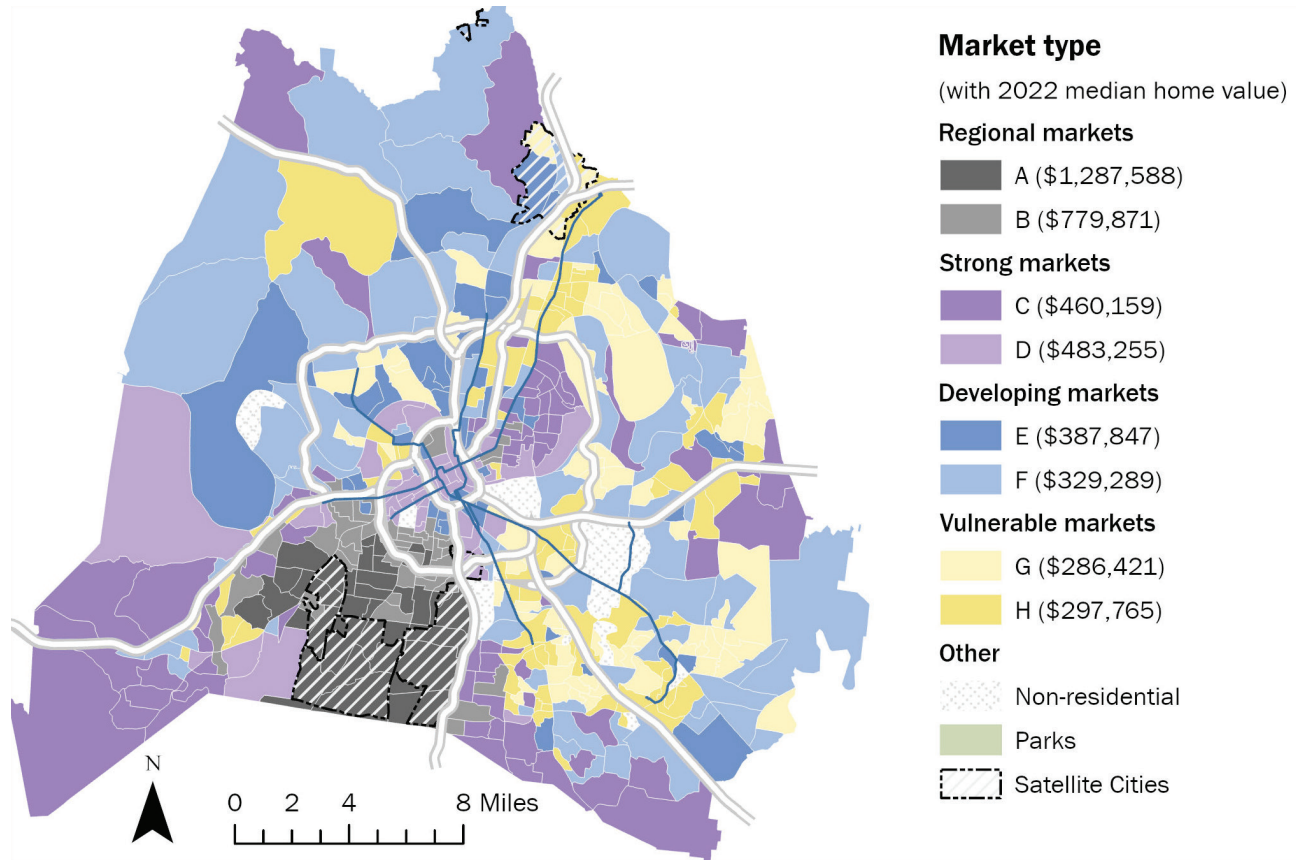 Market type
(with 2022 median home value)
Regional markets
A ($1,287,588)
B ($779,871)
Strong markets
C ($460,159)
D ($483,255)
Developing markets
E ($387,847)
F ($329,289)
Vulnerable markets
G ($286,421)
H ($297,765)
Other
Non-residential
Parks
Satellite Cities
N
0 2 4 8 Miles